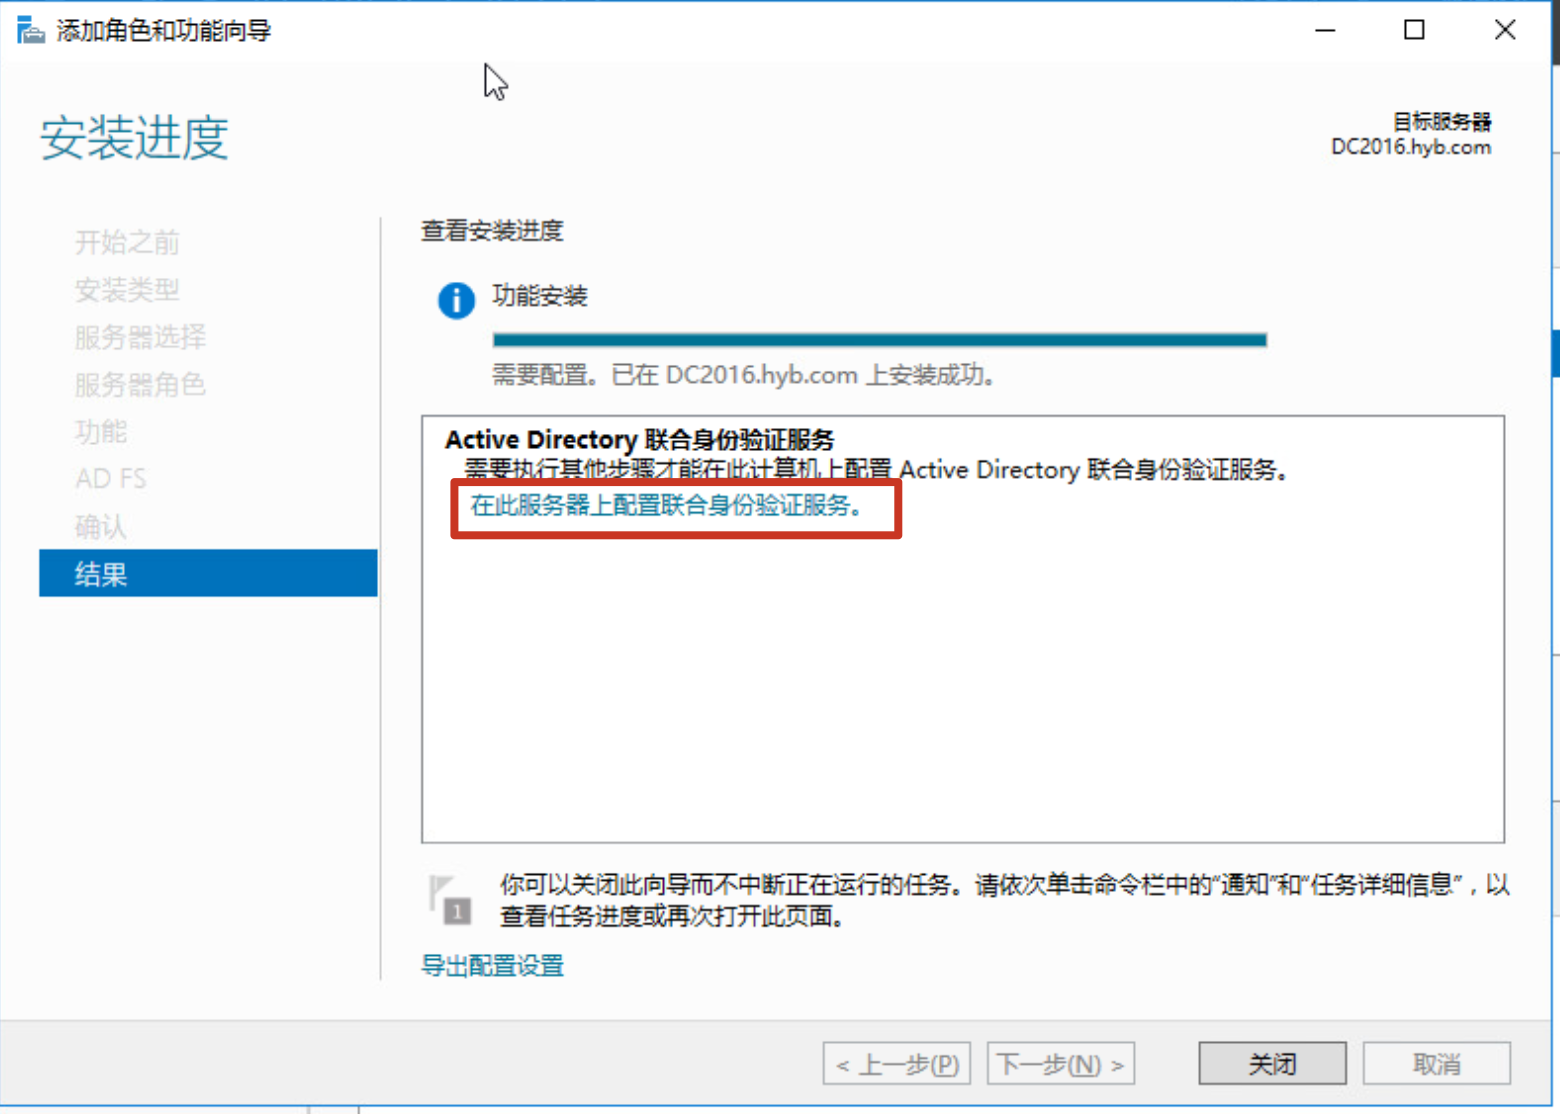 添加角色和功能向导
安装进度
目标服务器
DC2016.hyb.com
开始之前
安装类型
服务器选择
服务器角色
功能
AD FS
确认
结果
查看安装进度
功能安装
需要配置。已在 DC2016.hyb.com 上安装成功。
Active Directory 联合身份验证服务
需要执行其他步骤才能在此计算机上配置 Active Directory 联合身份验证服务。
在此服务器上配置联合身份验证服务。
1
你可以关闭此向导而不中断正在运行的任务。请依次单击命令栏中的“通知”和“任务详细信息”，以
查看任务进度或再次打开此页面。
导出配置设置
< 上一步(P)
下一步(N) >
关闭
取消